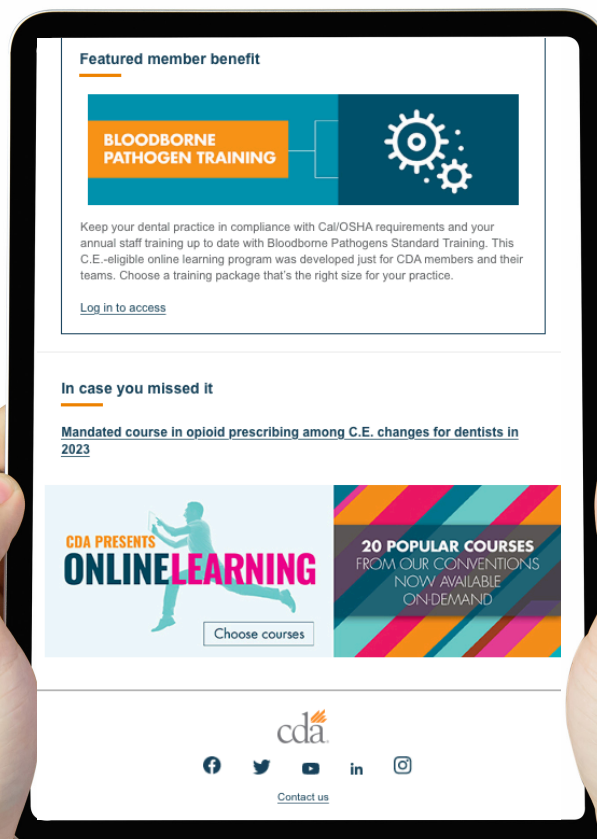 Featured member benefit
BLOODBORNE
PATHOGEN TRAINING
Keep your dental practice in compliance with Cal/OSHA requirements and your
annual staff training up to date with Bloodborne Pathogens Standard Training. This
C.E.-eligible online learning program was developed just for CDA members and their
teams. Choose a training package that's the right size for your practice.
Log in to access
In case you missed it
Mandated course in opioid prescribing among C.E. changes for dentists in
2023
CDA PRESENTS
ONLINELEARNING
Choose courses
20 POPULAR COURSES
FROM OUR CONVENTIONS
NOW AVAILABLE
ON-DEMAND
cda
in
Contact us